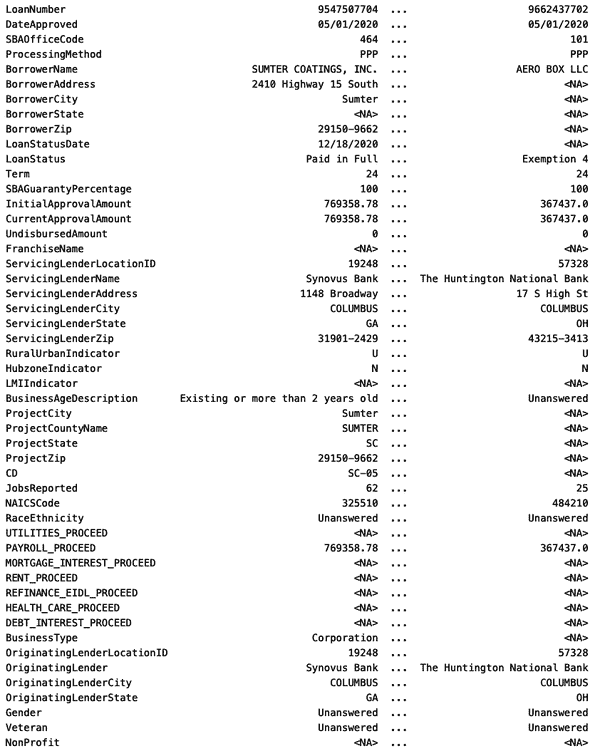 LoanNumber 9547507704 ... 9662437702
DateApproved 05/01/2020 ... 05/01/2020
SBAOfficeCode 464 ... 101
ProcessingMethod PPP ... PPP
BorrowerName SUMTER COATINGS, INC. ... AERO BOX LLC
BorrowerAddress 2410 Highway 15 South ... <NA>
BorrowerCity Sumter ... <NA>
BorrowerState <NA> ... <NA>
BorrowerZip 29150-9662 ... <NA>
LoanStatusDate 12/18/2020 ... <NA>
LoanStatus Paid in Full ... Exemption 4
Term 24 ... 24
SBAGuarantyPercentage 100 ... 100
InitialApprovalAmount 769358.78 ... 367437.0
CurrentApprovalAmount 769358.78 ... 367437.0
UndisbursedAmount 0 ... 0
FranchiseName <NA> ... <NA>
ServicingLenderLocationID 19248 ... 57328
ServicingLenderName Synovus Bank ... The Huntington National Bank
ServicingLenderAddress 1148 Broadway ... 17 S High St
ServicingLenderCity COLUMBUS ... COLUMBUS
ServicingLenderState GA ... OH
ServicingLenderZip 31901-2429 ... 43215-3413
RuralUrbanIndicator U ... U
HubzoneIndicator N ... N
LMIIndicator <NA> ... <NA>
BusinessAgeDescription Existing or more than 2 years old ... Unanswered
ProjectCity Sumter ... <NA>
ProjectCountyName SUMTER ... <NA>
ProjectState SC ... <NA>
ProjectZip 29150-9662 ... <NA>
CD SC-05 ... <NA>
JobsReported 62 ... 25
NAICSCode 325510 ... 484210
RaceEthnicity Unanswered ... Unanswered
UTILITIES_PROCEED <NA> ... <NA>
PAYROLL_PROCEED 769358.78 ... 367437.0
MORTGAGE_INTEREST_PROCEED <NA> ... <NA>
RENT_PROCEED <NA> ... <NA>
REFINANCE_EIDL_PROCEED <NA> ... <NA>
HEALTH_CARE_PROCEED <NA> ... <NA>
DEBT_INTEREST_PROCEED <NA> ... <NA>
BusinessType Corporation ... <NA>
OriginatingLenderLocationID 19248 ... 57328
OriginatingLender Synovus Bank ... The Huntington National Bank
OriginatingLenderCity COLUMBUS ... COLUMBUS
OriginatingLenderState GA ... OH
Gender Unanswered ... Unanswered
Veteran Unanswered ... Unanswered
NonProfit <NA> ... <NA>